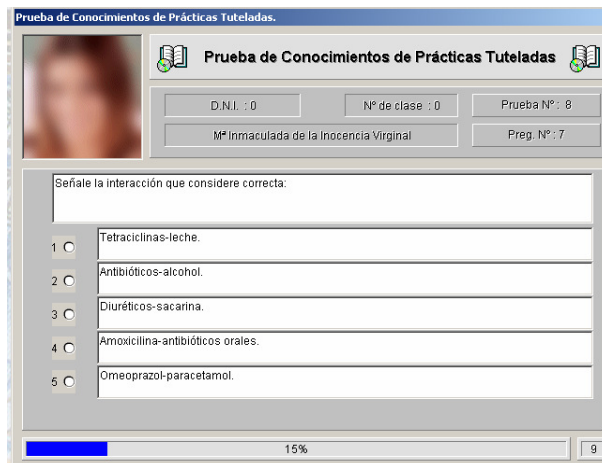 Prueba de Conocimientos de Prácticas Tuteladas.
Prueba de Conocimientos de Prácticas Tuteladas
D.N.I. : 0
Nº de clase : 0
Prueba Nº : 8
Mª Inmaculada de la Inocencia Virginal
Preg. Nº : 7
Señale la interacción que considere correcta:
1 Tetraciclinas-leche.
2 Antibióticos-alcohol.
3 Diuréticos-sacarina.
4 Amoxicilina-antibióticos orales.
5 Omeoprazol-paracetamol.
15%
9